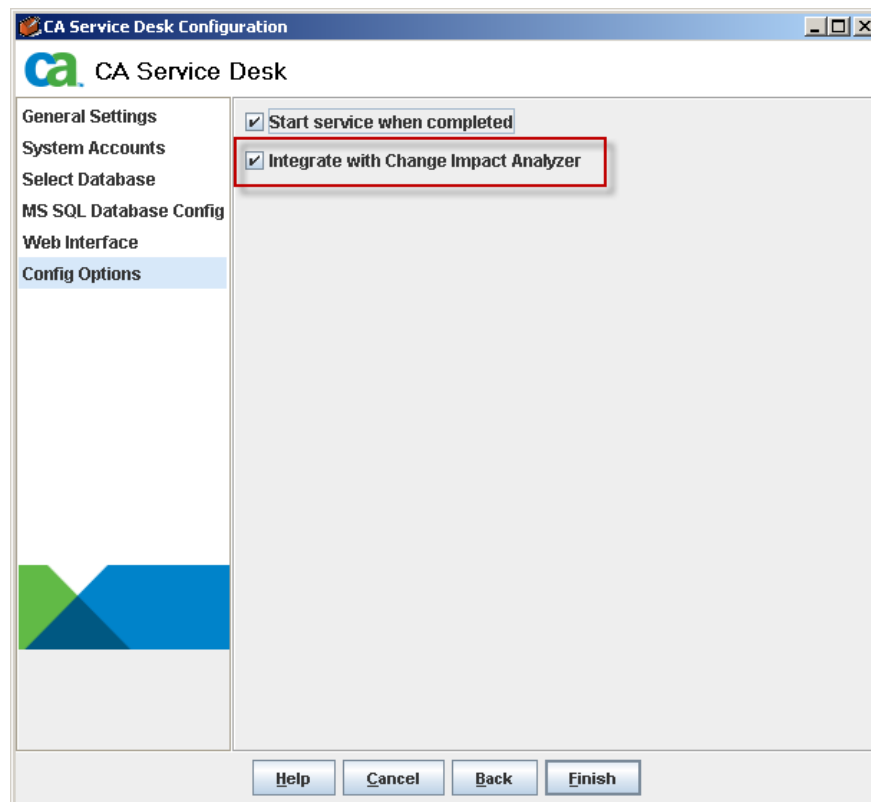 CA Service Desk Configuration
ca CA Service Desk
General Settings
System Accounts
Select Database
MS SQL Database Config
Web Interface
Config Options
Start service when completed
Integrate with Change Impact Analyzer
Help Cancel Back Finish